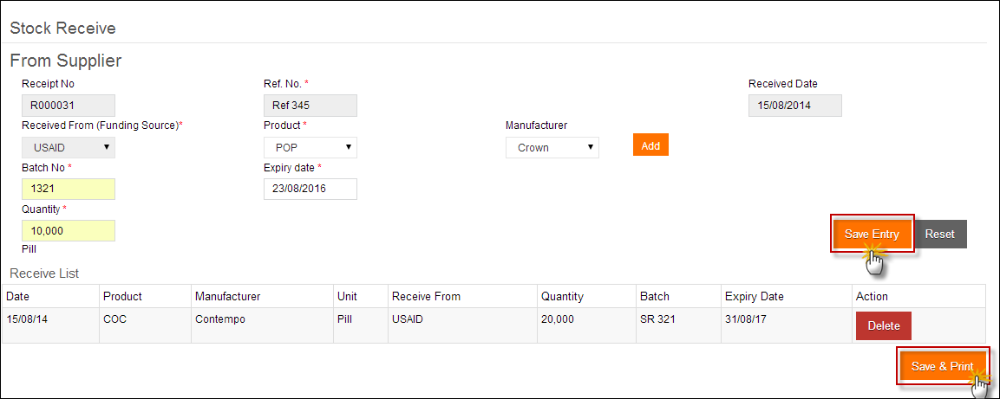 Stock Receive
From Supplier
Receipt No Ref. No. * Received Date
R000031 Ref 345 15/08/2014
Received From (Funding Source)* Product * Manufacturer
USAID POP Crown Add
Batch No * Expiry date *
1321 23/08/2016
Quantity *
10,000 Save Entry Reset
Pill
Receive List
Date Product Manufacturer Unit Receive From Quantity Batch Expiry Date Action
15/08/14 COC Contempo Pill USAID 20,000 SR 321 31/08/17 Delete
Save & Print